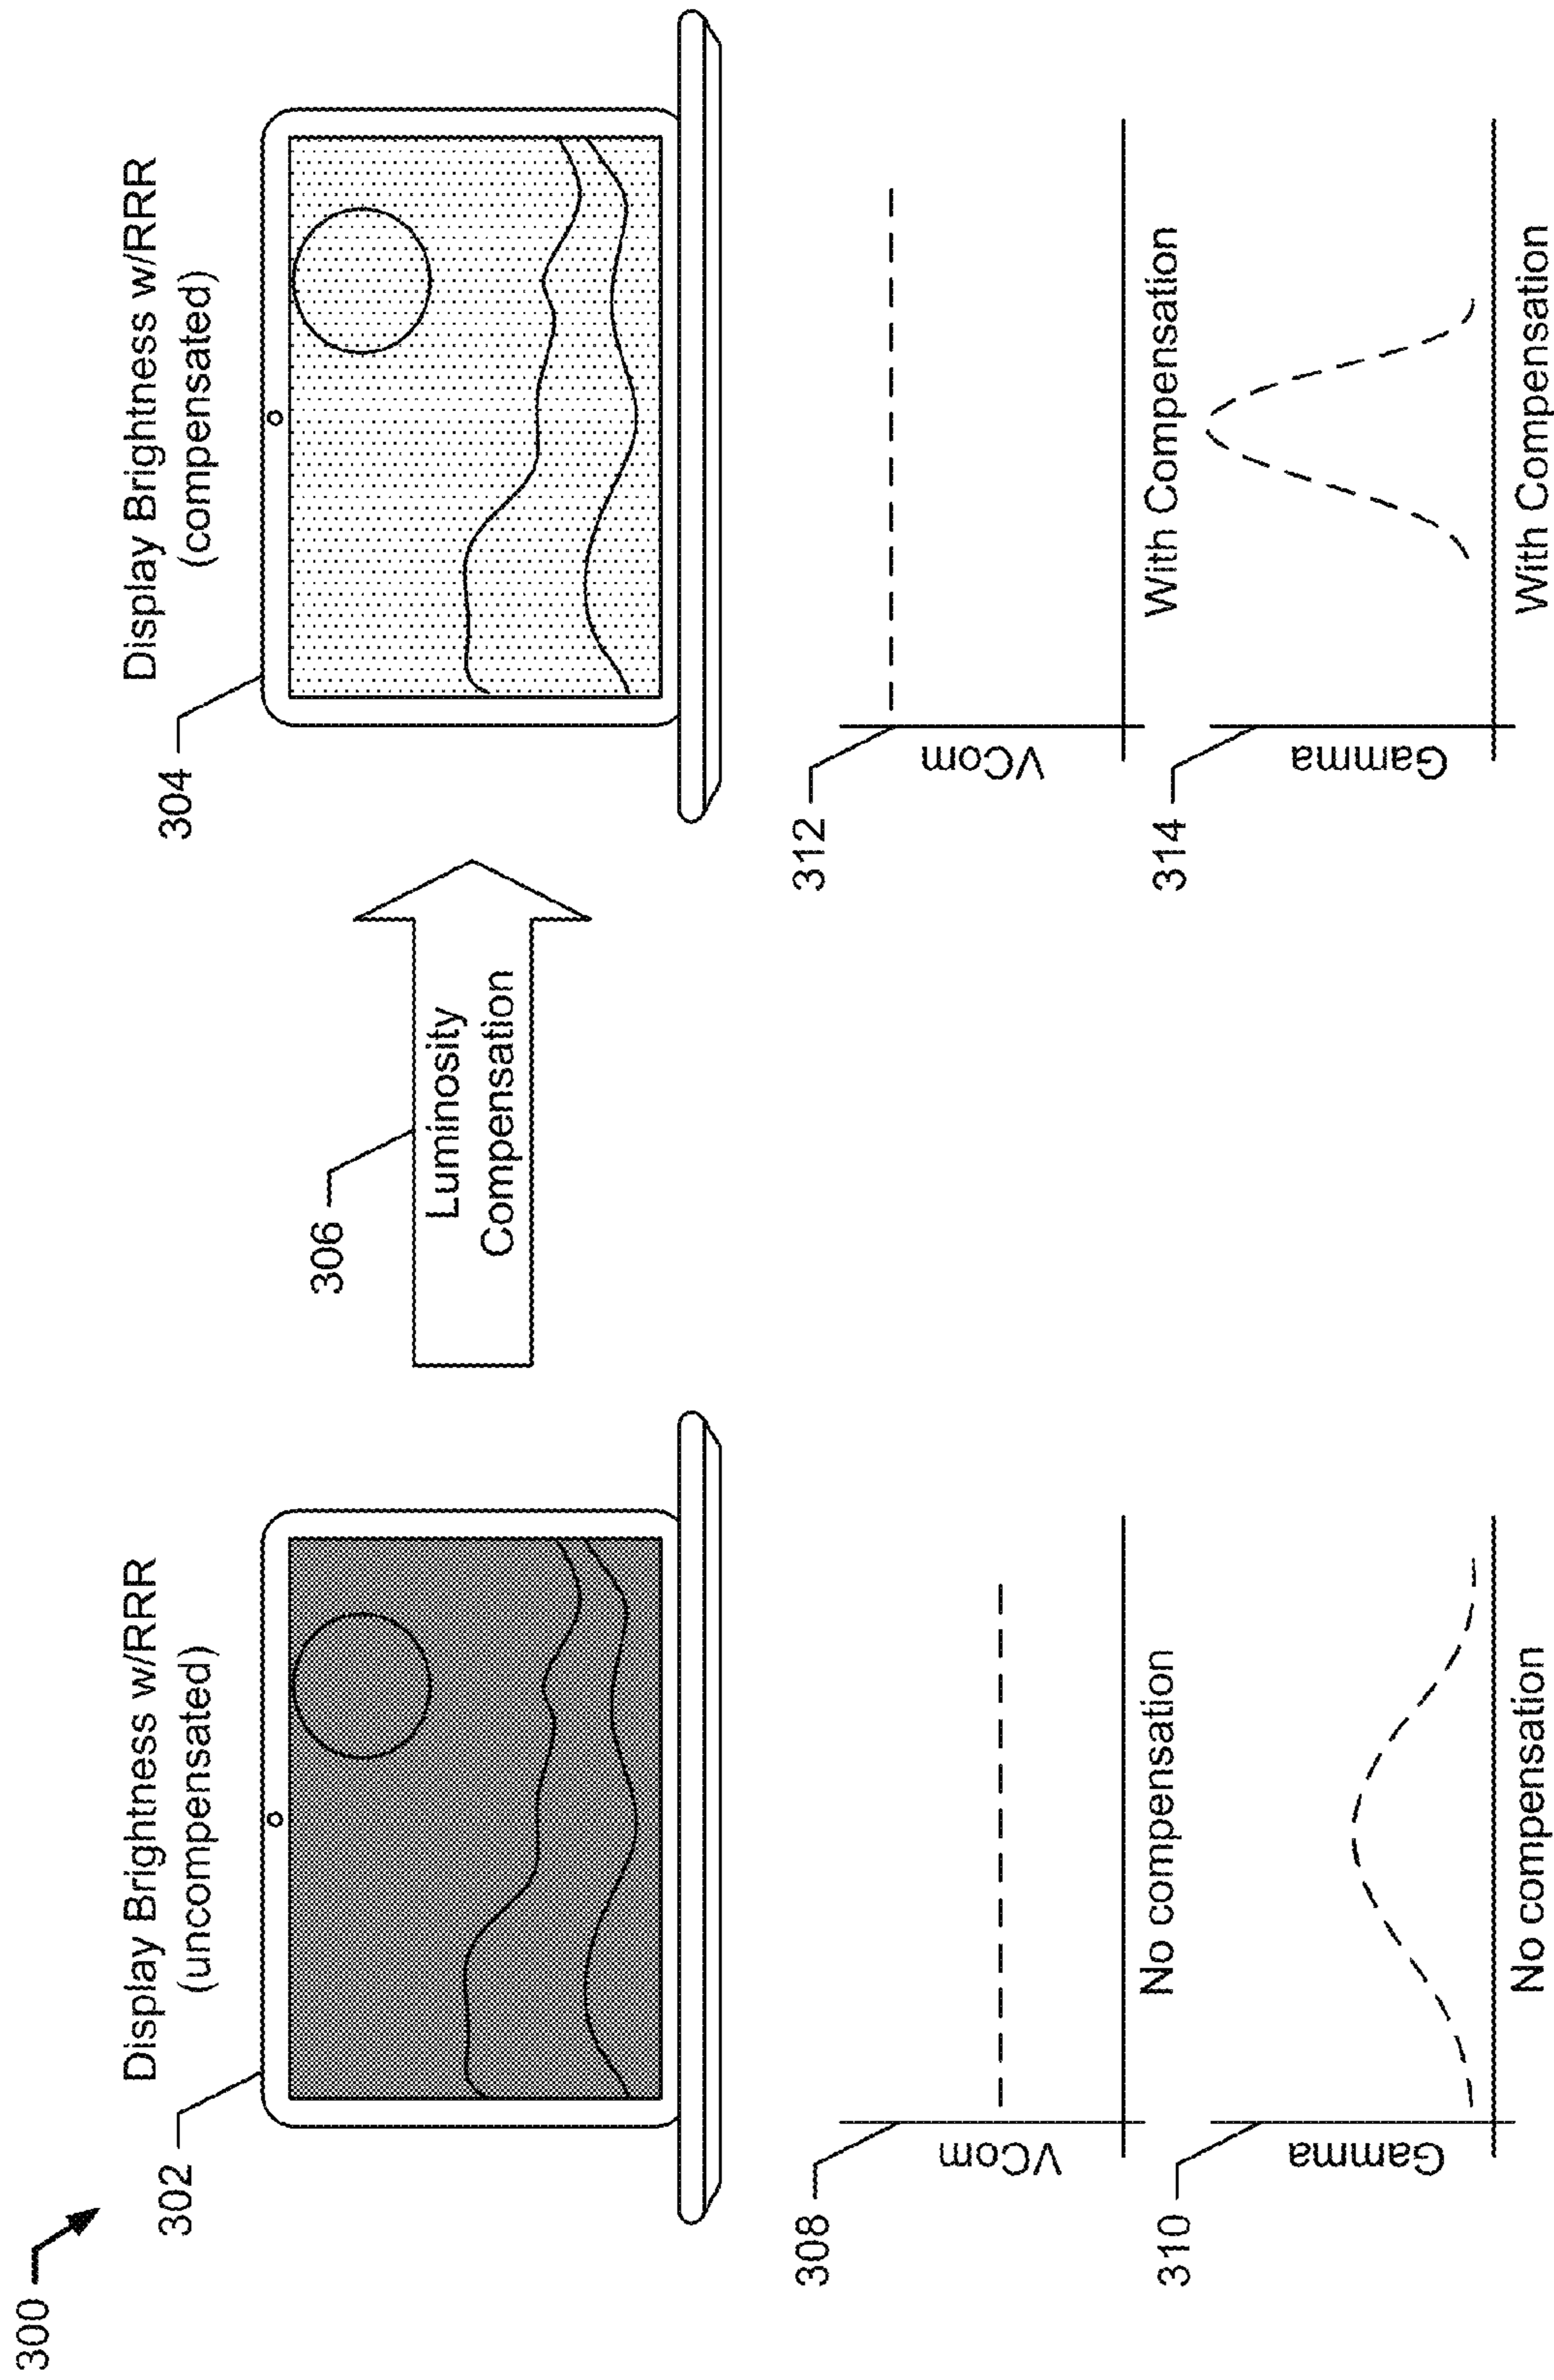 300
302
Display Brightness w/RRR
(uncompensated)
306
Luminosity
Compensation
304
Display Brightness w/RRR
(compensated)
308
VCom
No compensation
310
Gamma
No compensation
312
VCom
With Compensation
314
Gamma
With Compensation